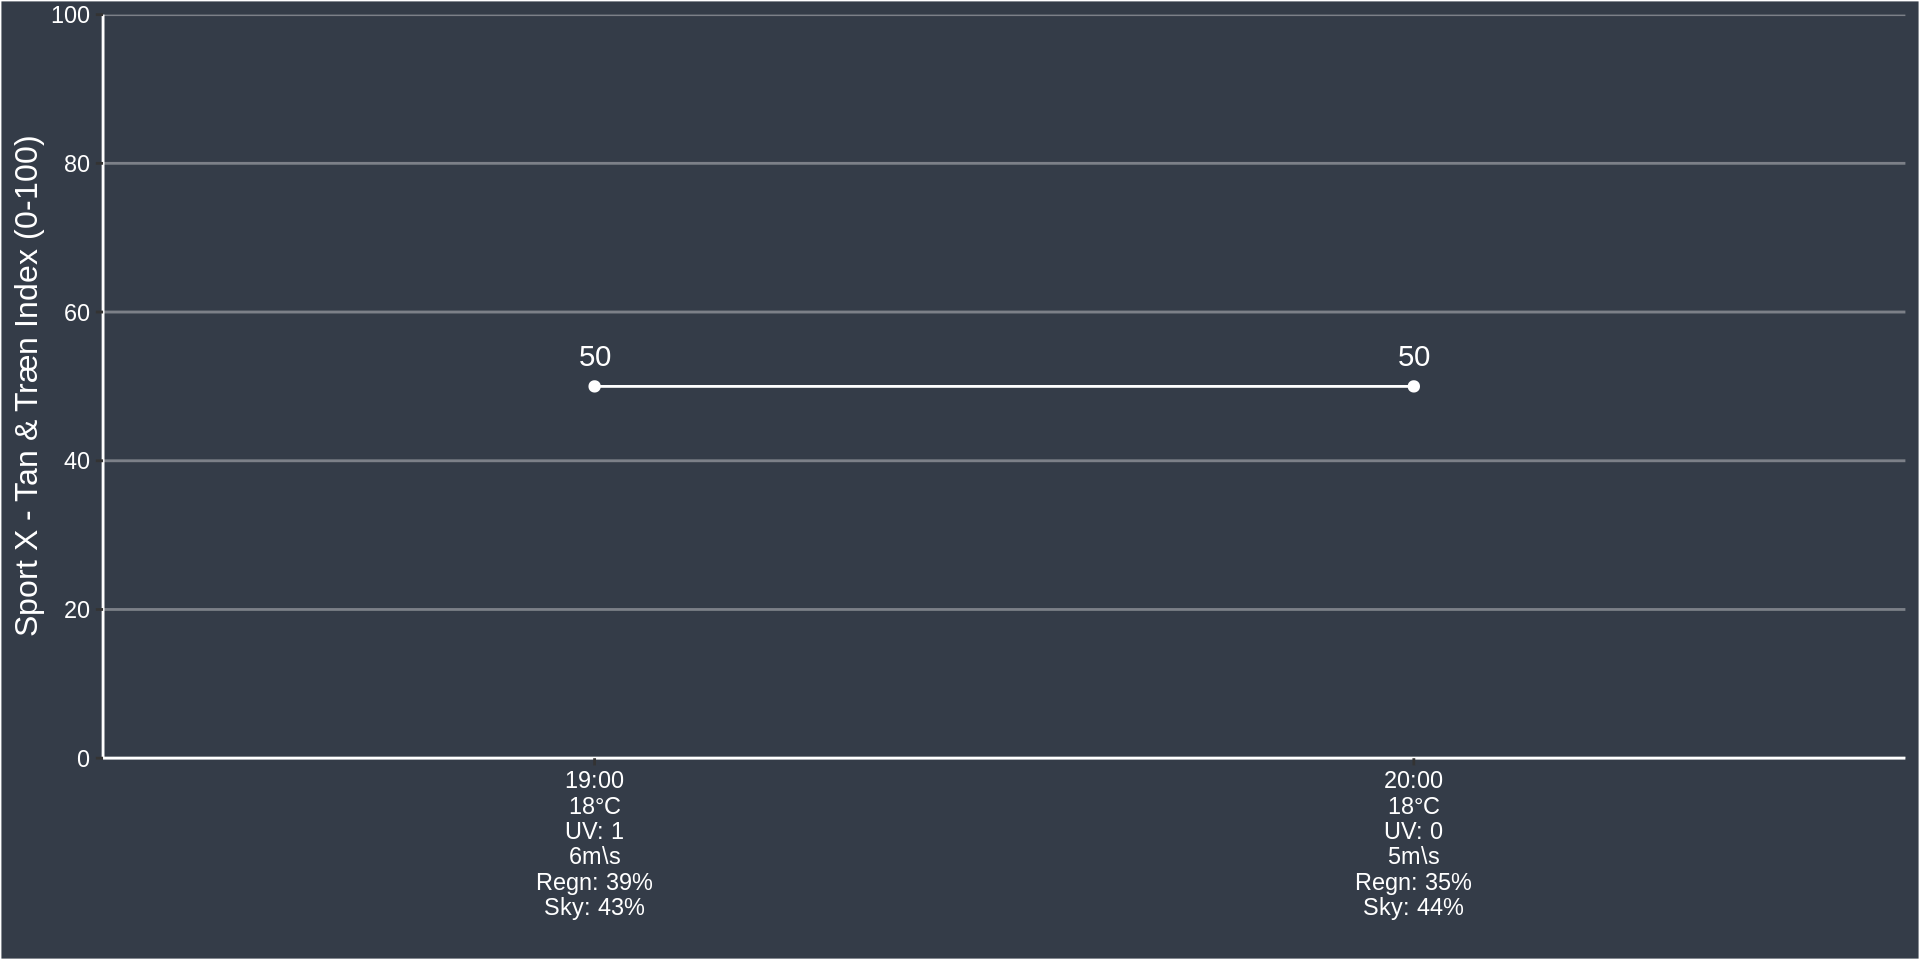 Sport X - Tan & Træn Index (0-100)
100
80
60
40
20
0
50
50
19:00
18°C
UV: 1
6m\s
Regn: 39%
Sky: 43%
20:00
18°C
UV: 0
5m\s
Regn: 35%
Sky: 44%